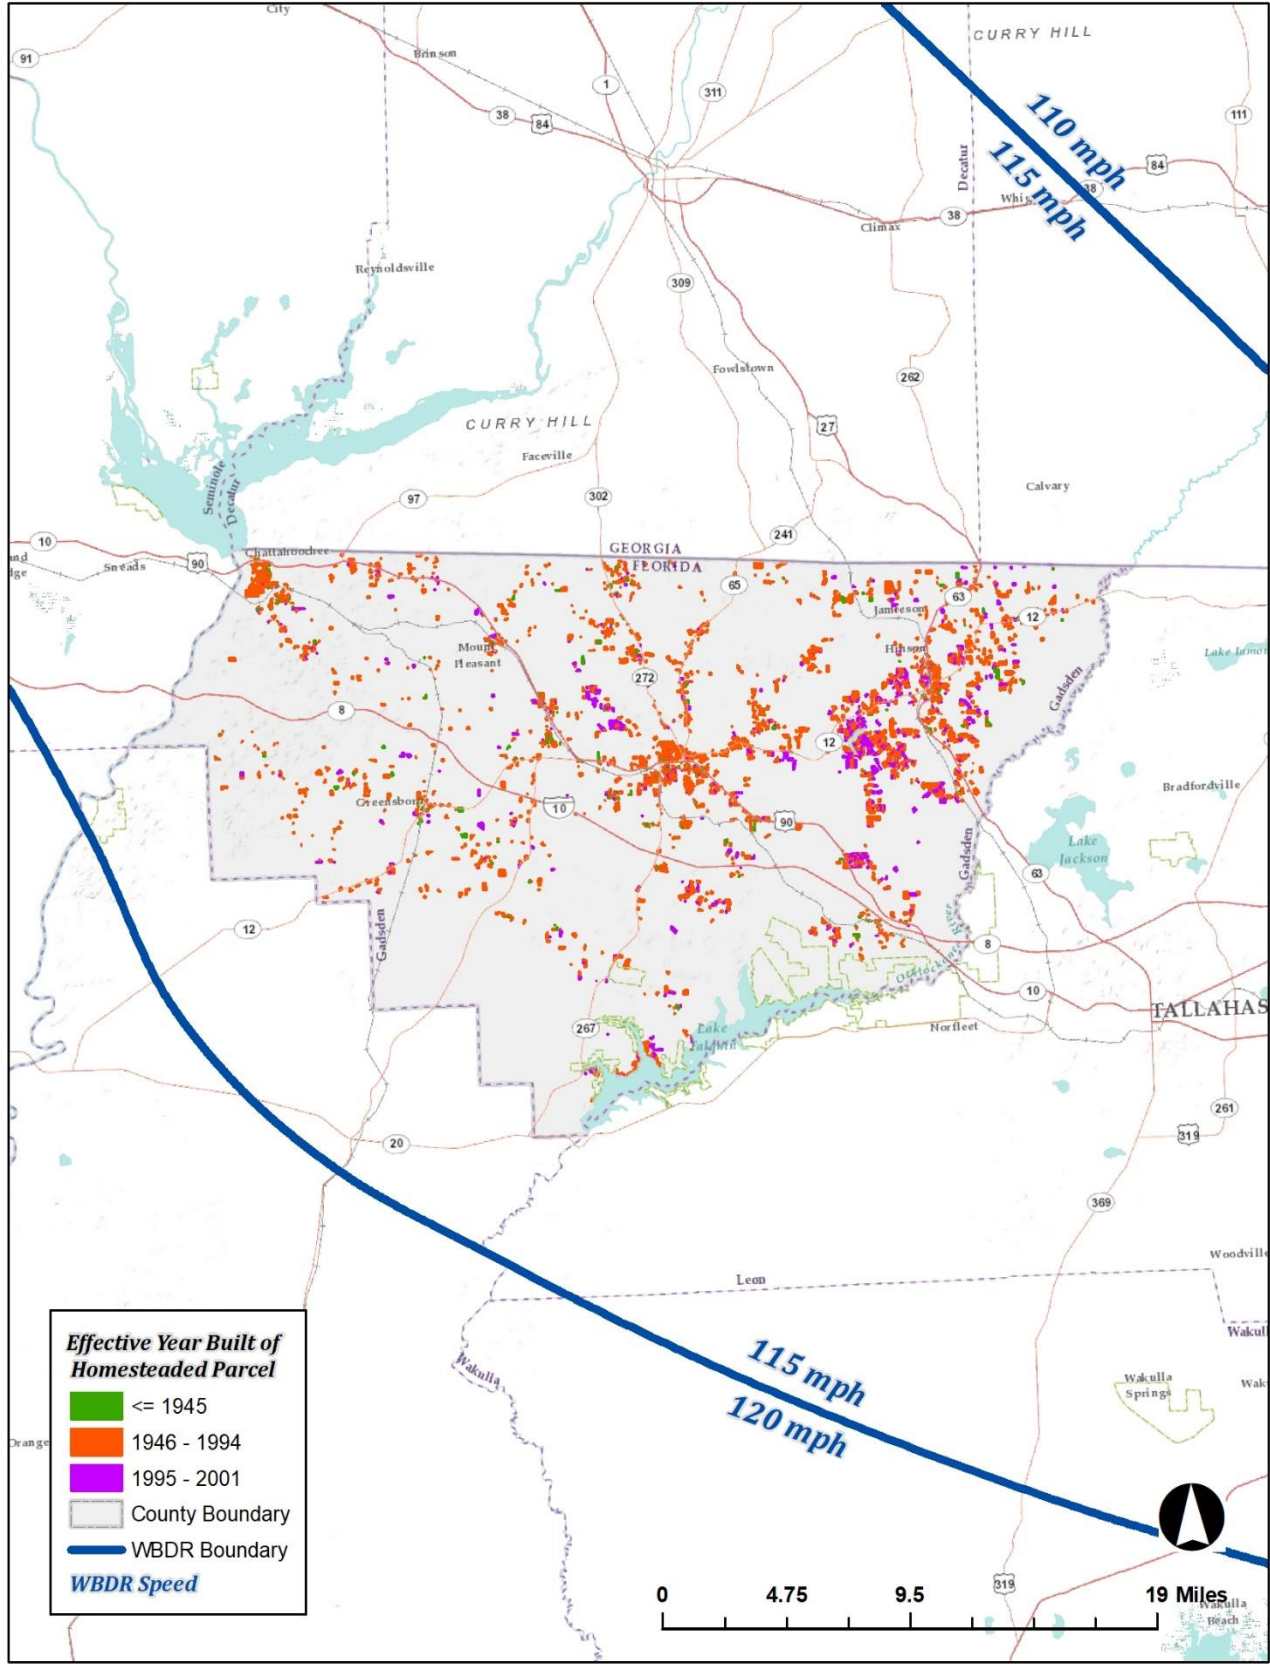 City
CURRY HILL
91
Brinson
1
311
38
84
110 mph
111
115 mph
84
38
Decatur
38
Climax
Reynoldsville
309
Fowlstown
262
CURRY HILL
27
Faceville
Seminole
Decatur
97
302
Calvary
241
10
Chattahoochee
GEORGIA
FLORIDA
90
Sneads
65
63
Jamieson
12
Mount
Pleasant
Hinson
272
Gadsden
8
12
Greensboro
10
90
Bradfordville
Lake
Jackson
Gadsden
63
12
Gadsden
8
10
TALLAHAS
267
Lake
Talquin
Norfleet
261
20
319
369
Woodville
Leon
Wakulla
115 mph
120 mph
Wakulla
Springs
Orange
Effective Year Built of
Homesteaded Parcel
<= 1945
1946 - 1994
1995 - 2001
County Boundary
WBDR Boundary
WBDR Speed
319
0 4.75 9.5 19 Miles
Wakulla
Beach